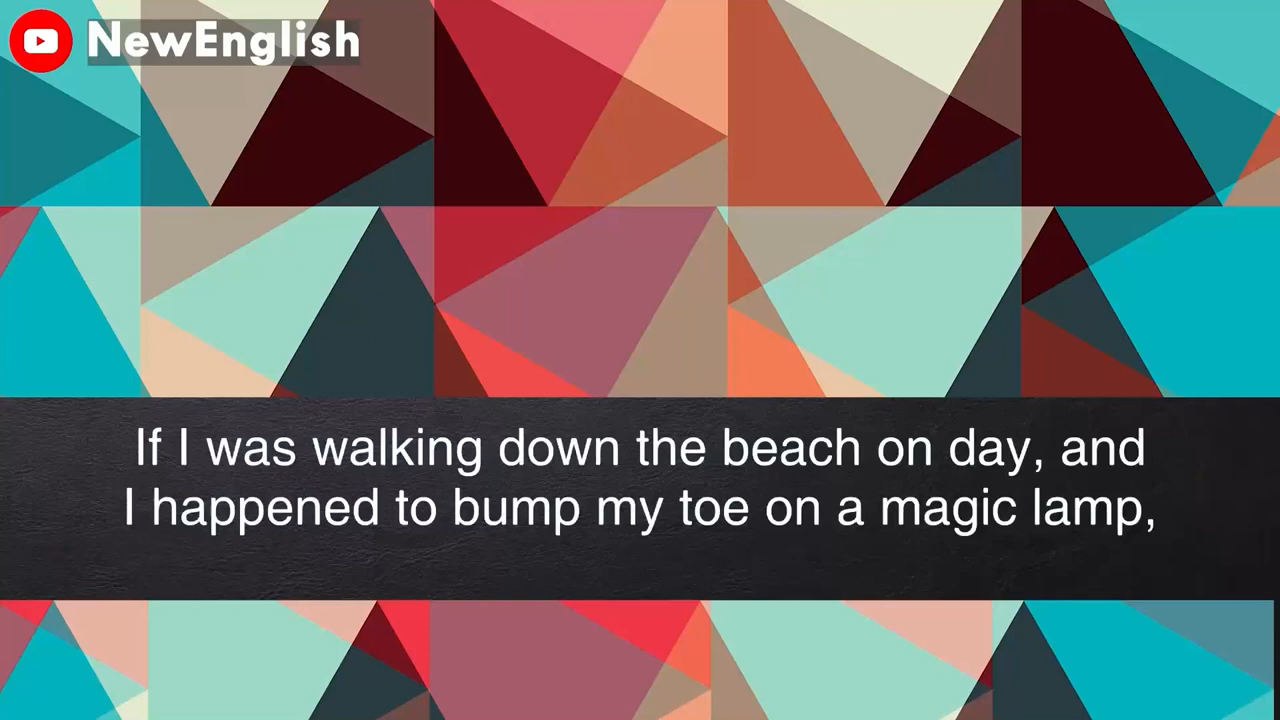 NewEnglish
If I was walking down the beach on day, and
I happened to bump my toe on a magic lamp,